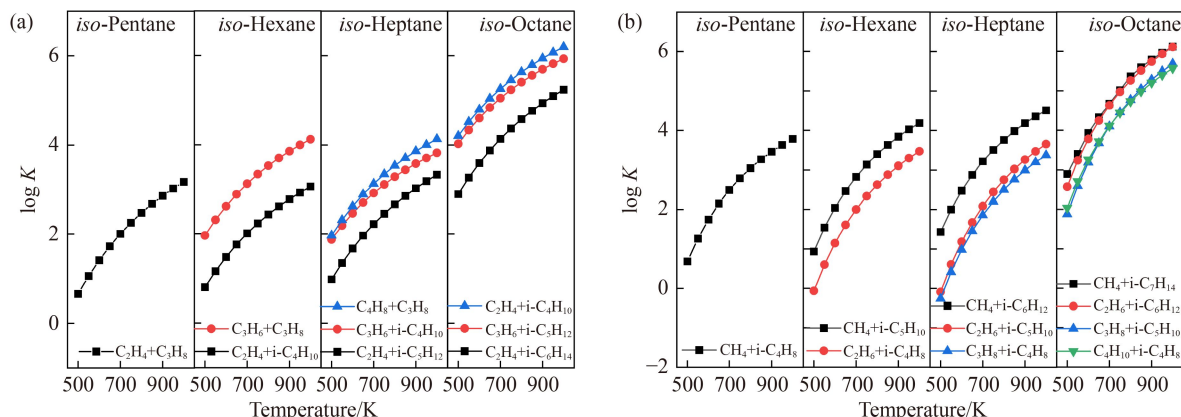 (a)
iso-Pentane
iso-Hexane
iso-Heptane
iso-Octane
log K
6
4
2
0
C2H4+C3H8
C3H6+C3H8
C2H4+i-C4H10
C4H8+C3H8
C3H6+i-C4H10
C2H4+i-C5H12
C2H4+i-C4H10
C3H6+i-C5H12
C2H4+i-C6H14
500 700 900 500 700 900 500 700 900 500 700 900
Temperature/K
(b)
iso-Pentane
iso-Hexane
iso-Heptane
iso-Octane
log K
6
4
2
0
−2
CH4+i-C4H8
CH4+i-C5H10
C2H6+i-C4H8
CH4+i-C6H12
C2H6+i-C5H10
C3H8+i-C4H8
CH4+i-C7H14
C2H6+i-C6H12
C3H8+i-C5H10
C4H10+i-C4H8
500 700 900 500 700 900 500 700 900 500 700 900
Temperature/K